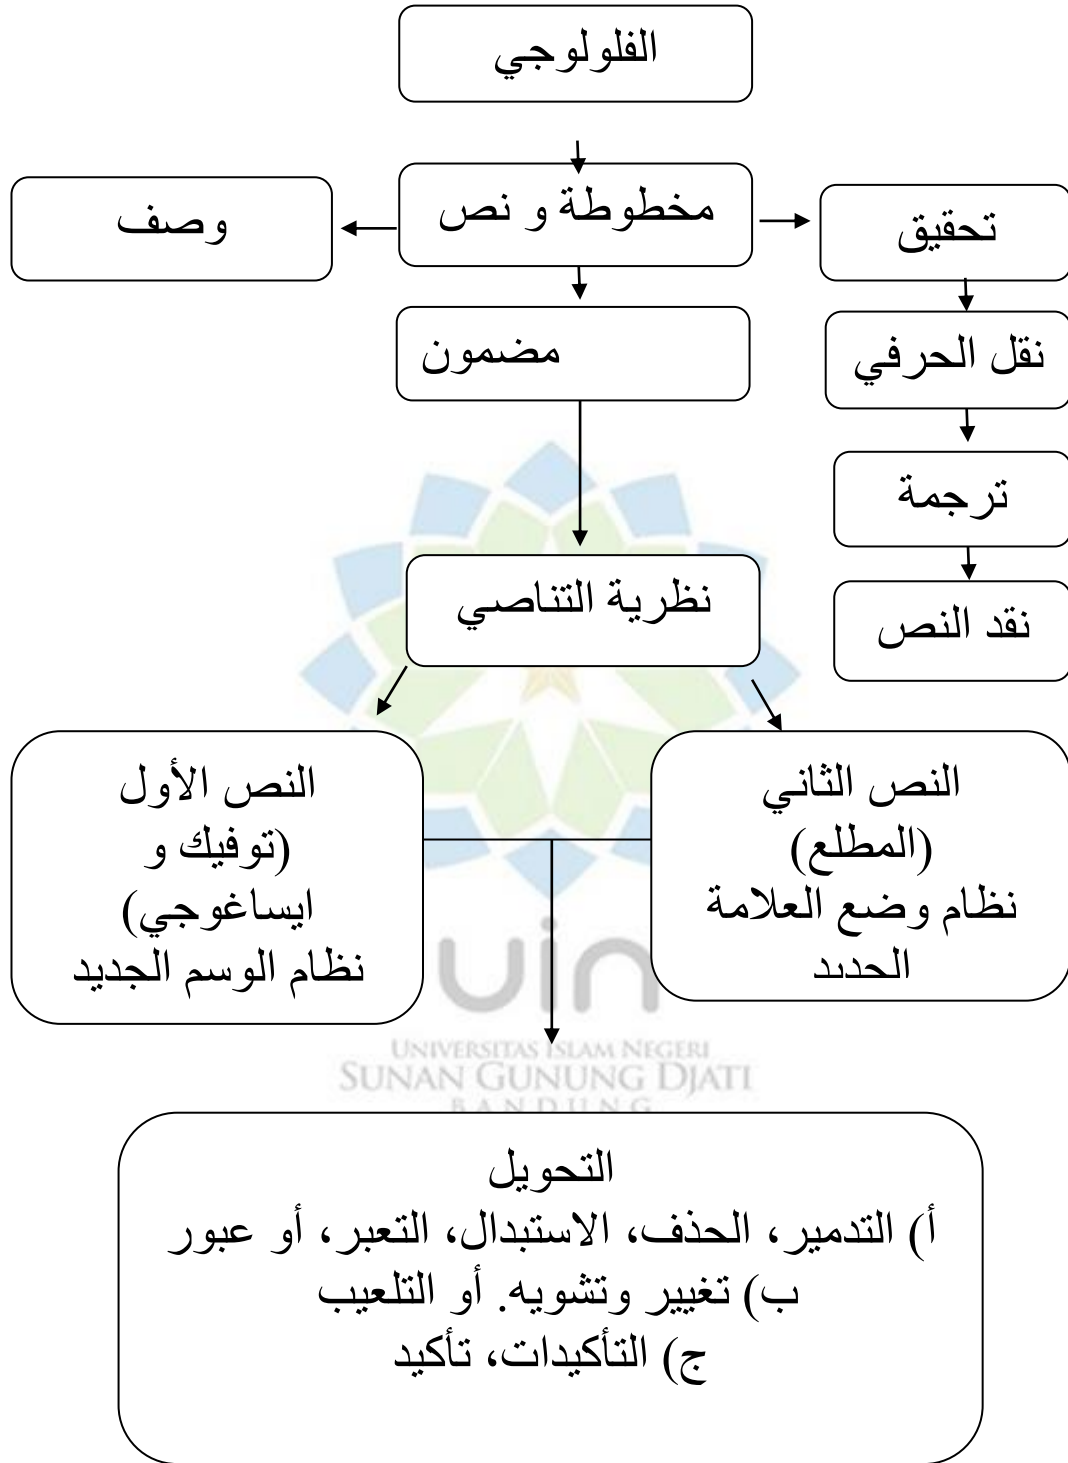 الفلولوجي
مخطوطة و نص
تحقيق
وصف
مضمون
نقل الحرفي
ترجمة
نقد النص
نظرية التناصي
النص الثاني
(المطلع)
نظام وضع العلامة
الجديد
النص الأول
(توفيك و
ايساغوجي)
نظام الوسم الجديد
uin
UNIVERSITAS ISLAM NEGERI
SUNAN GUNUNG DJATI
BANDUNG
التحويل
أ) التدمير، الحذف، الاستبدال، التعبر، أو عبور
ب) تغيير وتشويه. أو التلعيب
ج) التأكيدات، تأكيد